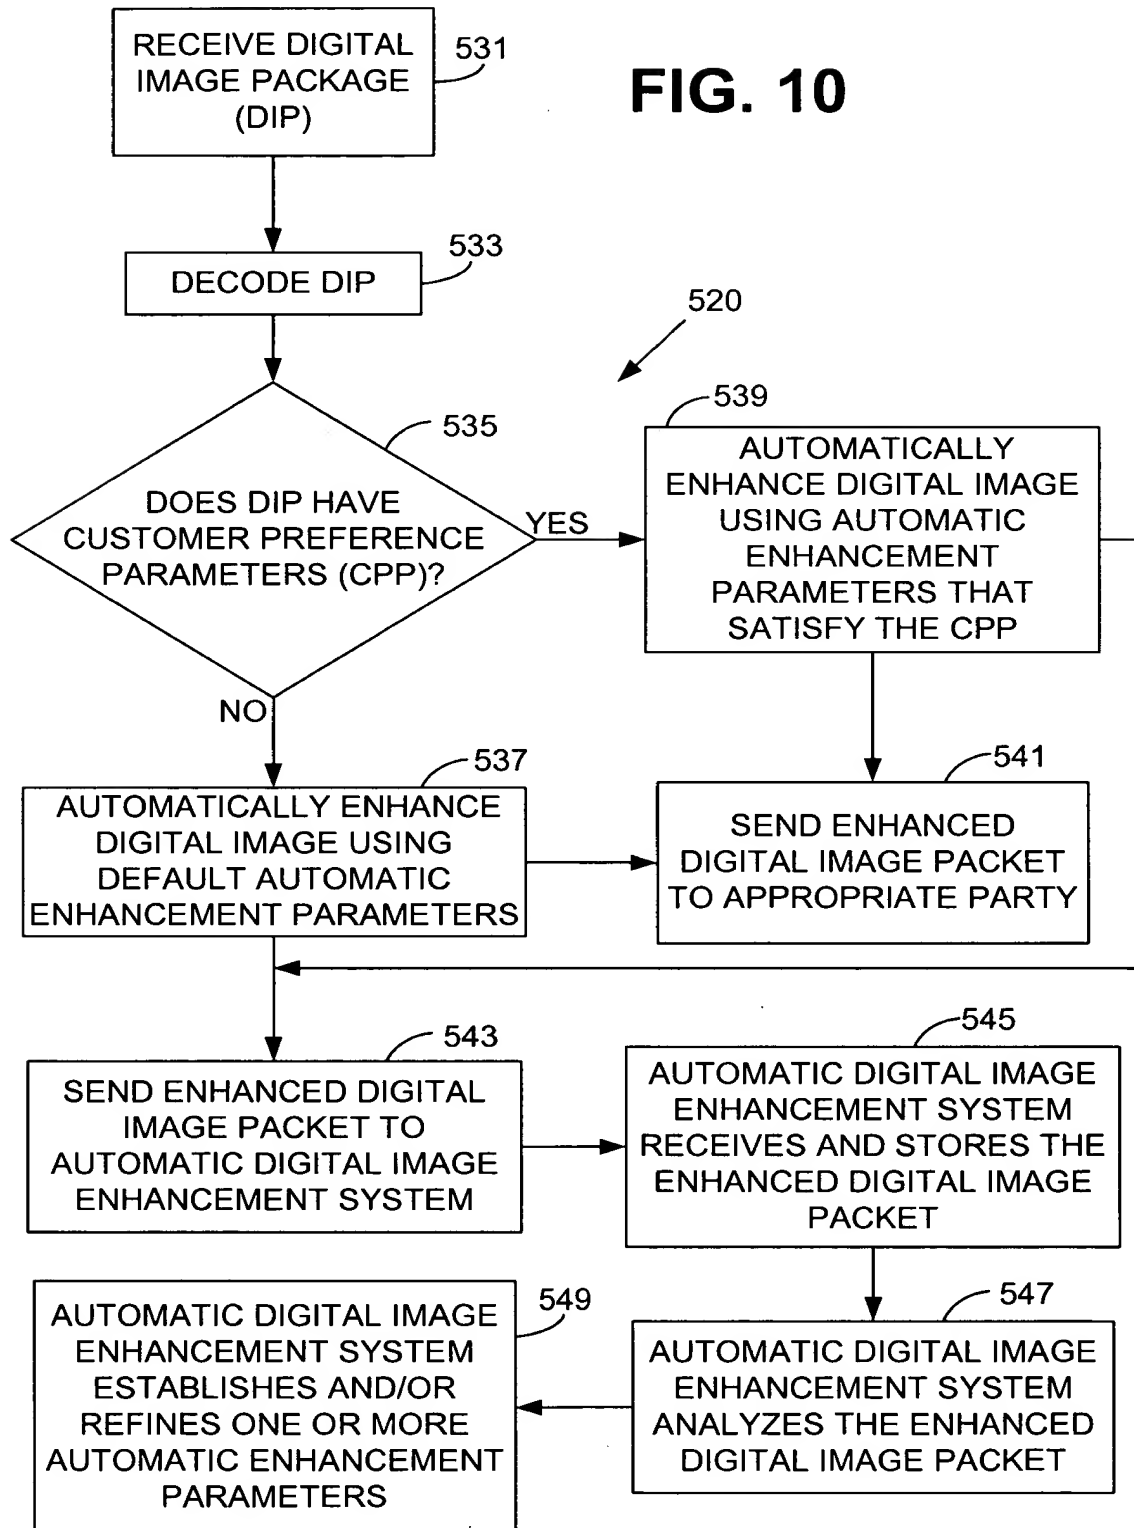 RECEIVE DIGITAL
IMAGE PACKAGE
(DIP)
531
FIG. 10
DECODE DIP
533
520
DOES DIP HAVE
CUSTOMER PREFERENCE
PARAMETERS (CPP)?
535
YES
NO
539
AUTOMATICALLY
ENHANCE DIGITAL IMAGE
USING AUTOMATIC
ENHANCEMENT
PARAMETERS THAT
SATISFY THE CPP
537
AUTOMATICALLY ENHANCE
DIGITAL IMAGE USING
DEFAULT AUTOMATIC
ENHANCEMENT PARAMETERS
541
SEND ENHANCED
DIGITAL IMAGE PACKET
TO APPROPRIATE PARTY
543
SEND ENHANCED DIGITAL
IMAGE PACKET TO
AUTOMATIC DIGITAL IMAGE
ENHANCEMENT SYSTEM
545
AUTOMATIC DIGITAL IMAGE
ENHANCEMENT SYSTEM
RECEIVES AND STORES THE
ENHANCED DIGITAL IMAGE
PACKET
547
AUTOMATIC DIGITAL IMAGE
ENHANCEMENT SYSTEM
ANALYZES THE ENHANCED
DIGITAL IMAGE PACKET
549
AUTOMATIC DIGITAL IMAGE
ENHANCEMENT SYSTEM
ESTABLISHES AND/OR
REFINES ONE OR MORE
AUTOMATIC ENHANCEMENT
PARAMETERS